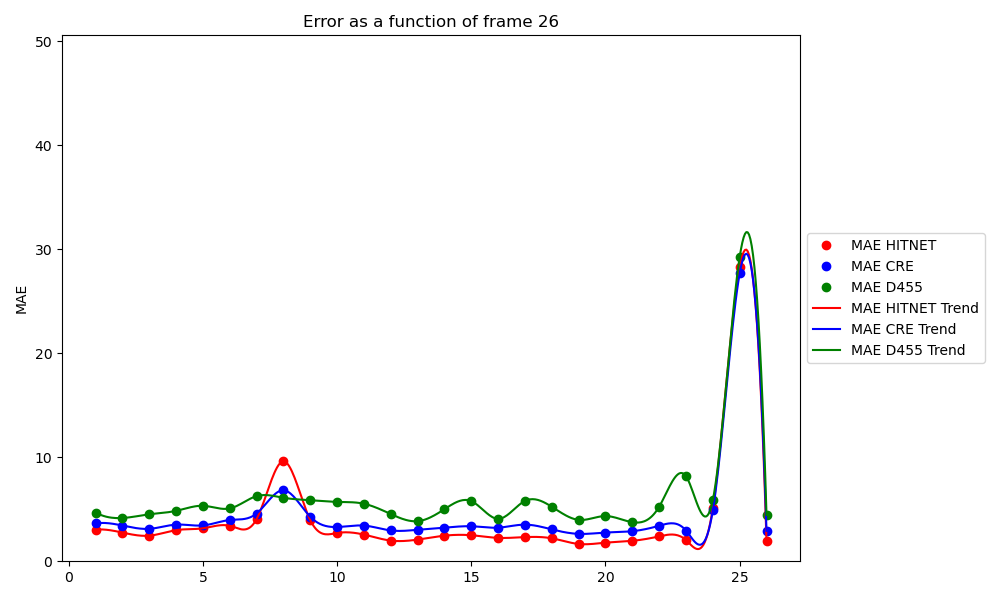 Error as a function of frame 26
50
40
30
20
10
0
MAE
0 5 10 15 20 25
MAE HITNET
MAE CRE
MAE D455
MAE HITNET Trend
MAE CRE Trend
MAE D455 Trend